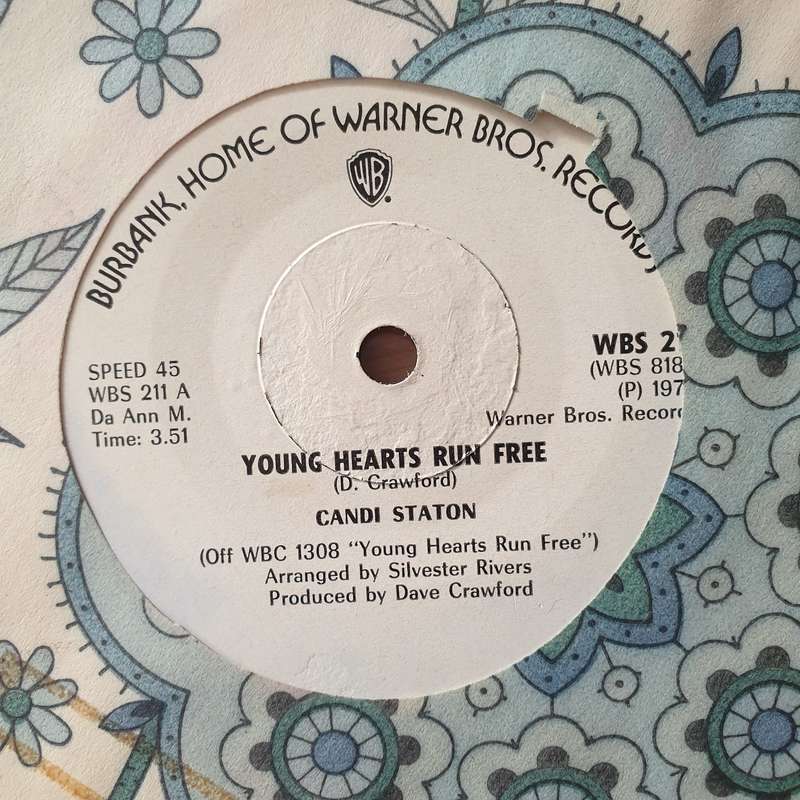 BURBANK, HOME OF WARNER BROS. RECORDS
WB
SPEED 45
WBS 211 A
Da Ann M.
Time: 3.51
WBS 2
(WBS 818
(P) 197
Warner Bros. Recor
YOUNG HEARTS RUN FREE
(D. Crawford)
CANDI STATON
(Off WBC 1308 "Young Hearts Run Free")
Arranged by Silvester Rivers
Produced by Dave Crawford